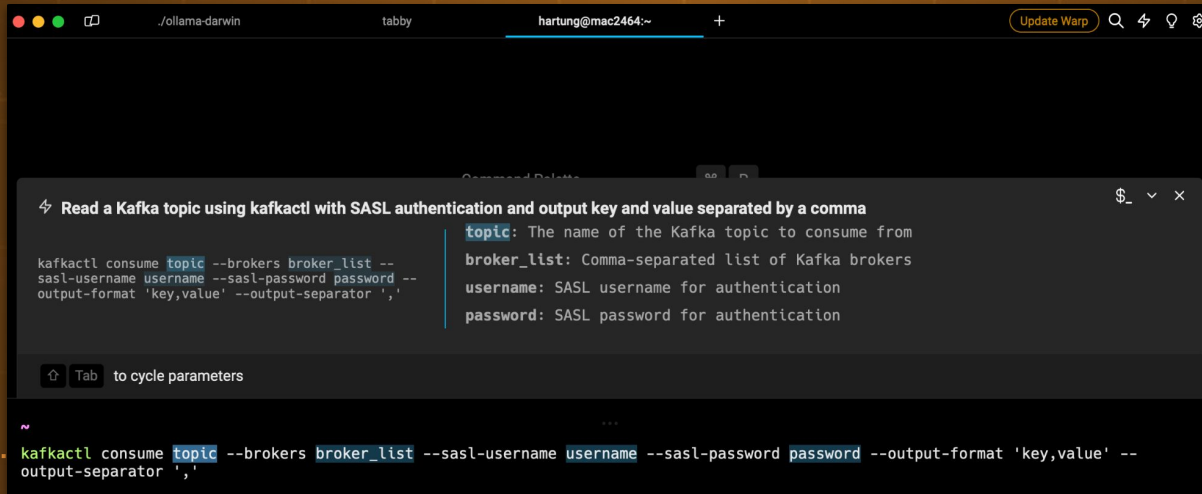 ./ollama-darwin
tabby
hartung@mac2464:~
+
Update Warp
Command Palette
⌘ P
Read a Kafka topic using kafkactl with SASL authentication and output key and value separated by a comma
$_
kafkactl consume topic --brokers broker_list --
sasl-username username --sasl-password password --
output-format 'key,value' --output-separator ','
topic: The name of the Kafka topic to consume from
broker_list: Comma-separated list of Kafka brokers
username: SASL username for authentication
password: SASL password for authentication
⇧ Tab to cycle parameters
~
...
kafkactl consume topic --brokers broker_list --sasl-username username --sasl-password password --output-format 'key,value' --
output-separator ','